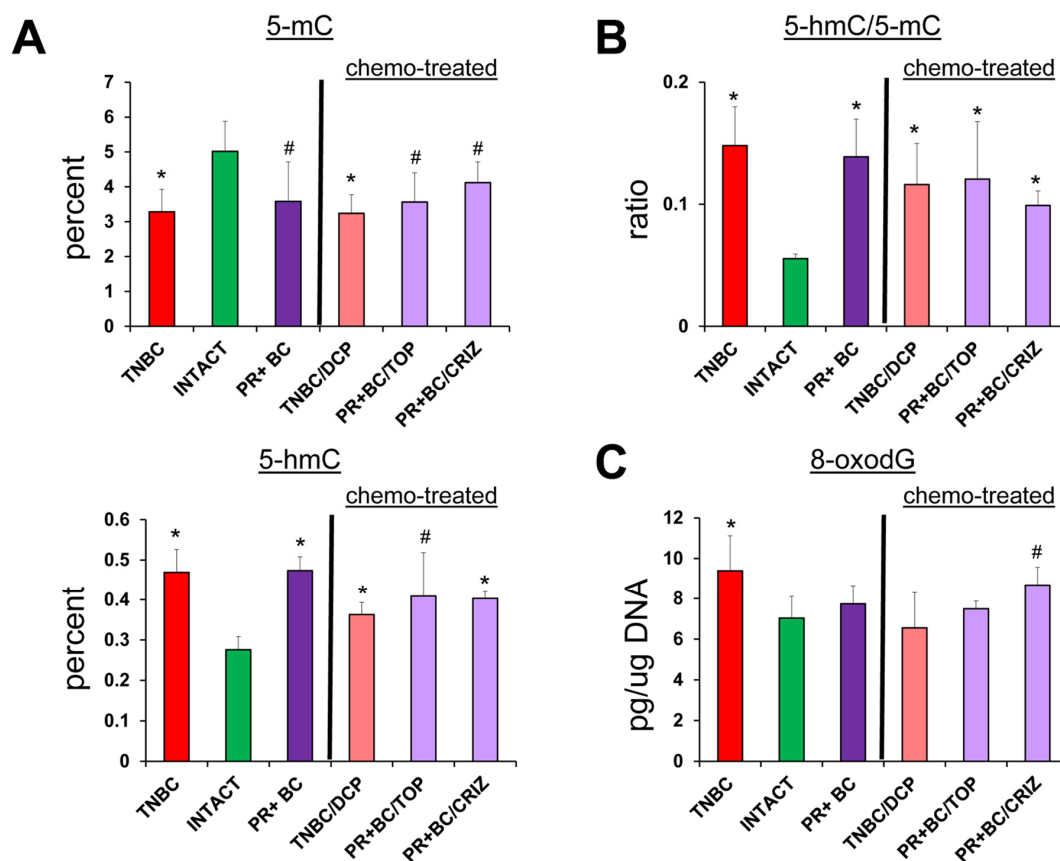 A
5-mC
chemo-treated
percent
7
6
5
4
3
2
1
0
*
#
*
#
#
TNBC
INTACT
PR+ BC
TNBC/DCP
PR+BC/TOP
PR+BC/CRIZ
B
5-hmC/5-mC
chemo-treated
ratio
0.2
0.1
0
*
*
*
*
*
TNBC
INTACT
PR+ BC
TNBC/DCP
PR+BC/TOP
PR+BC/CRIZ
5-hmC
chemo-treated
percent
0.6
0.5
0.4
0.3
0.2
0.1
0
*
*
*
#
*
TNBC
INTACT
PR+ BC
TNBC/DCP
PR+BC/TOP
PR+BC/CRIZ
C
8-oxodG
chemo-treated
pg/ug DNA
12
10
8
6
4
2
0
*
#
TNBC
INTACT
PR+ BC
TNBC/DCP
PR+BC/TOP
PR+BC/CRIZ